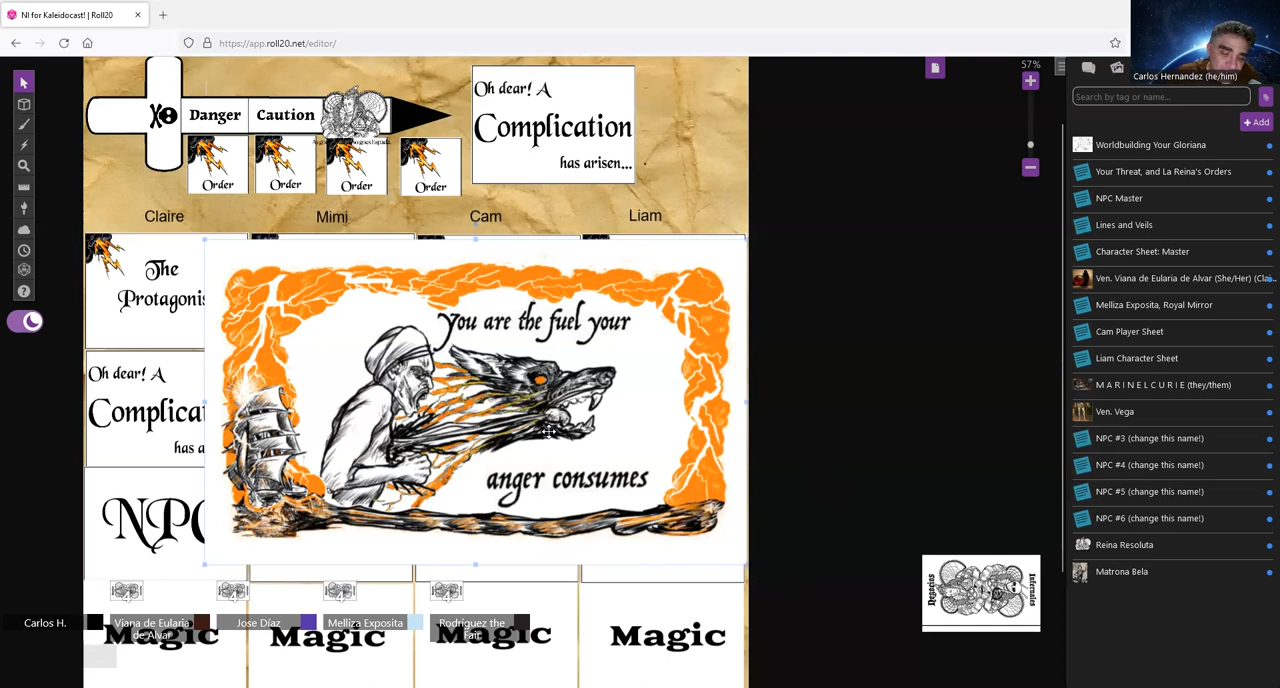 NI for Kaleidocast! | Roll20
https://app.roll20.net/editor/
Carlos Hernandez (he/him)
57%
Search by tag or name...
+ Add
Danger
Caution
Order
Order
Order
Order
Oh dear! A
Complication
has arisen...
Claire
Mimi
Cam
Liam
The
Protagonis
Oh dear! A
Complicat
has a
NPC
You are the fuel your
anger consumes
Magic
Magic
Magic
Magic
Carlos H.
Viana de Eularia
de Alvar
Jose Díaz
Melliza Exposita
Rodriguez the
Fair
Negocios
Infernales
Worldbuilding Your Gloriana
Your Threat, and La Reina's Orders
NPC Master
Lines and Veils
Character Sheet: Master
Ven. Viana de Eularia de Alvar (She/Her) (Clai...
Melliza Exposita, Royal Mirror
Cam Player Sheet
Liam Character Sheet
M A R I N E L C U R I E (they/them)
Ven. Vega
NPC #3 (change this name!)
NPC #4 (change this name!)
NPC #5 (change this name!)
NPC #6 (change this name!)
Reina Resoluta
Matrona Bela